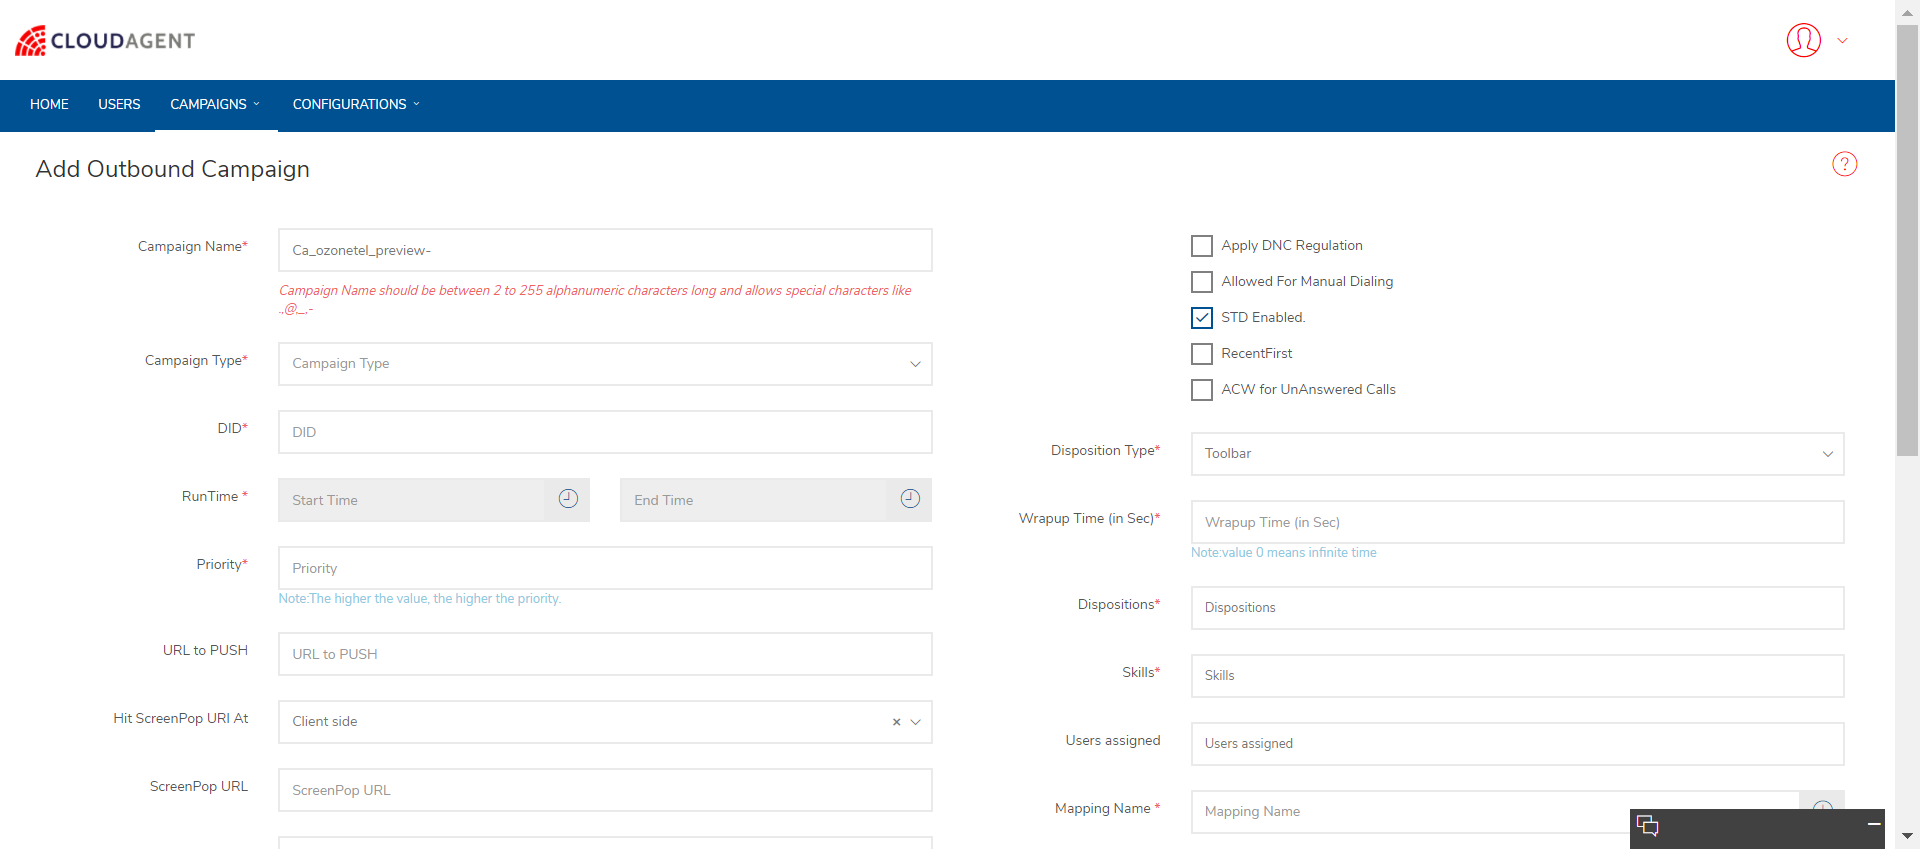 CLOUDAGENT
HOME USERS CAMPAIGNS CONFIGURATIONS
Add Outbound Campaign
?
Campaign Name*
Ca_ozonetel_preview-
Campaign Name should be between 2 to 255 alphanumeric characters long and allows special characters like
.,@,_,-
Campaign Type*
Campaign Type
DID*
DID
RunTime *
Start Time
End Time
Priority*
Priority
Note:The higher the value, the higher the priority.
URL to PUSH
URL to PUSH
Hit ScreenPop URl At
Client side
ScreenPop URL
ScreenPop URL
Apply DNC Regulation
Allowed For Manual Dialing
STD Enabled.
RecentFirst
ACW for UnAnswered Calls
Disposition Type*
Toolbar
Wrapup Time (in Sec)*
Wrapup Time (in Sec)
Note:value 0 means infinite time
Dispositions*
Dispositions
Skills*
Skills
Users assigned
Users assigned
Mapping Name *
Mapping Name